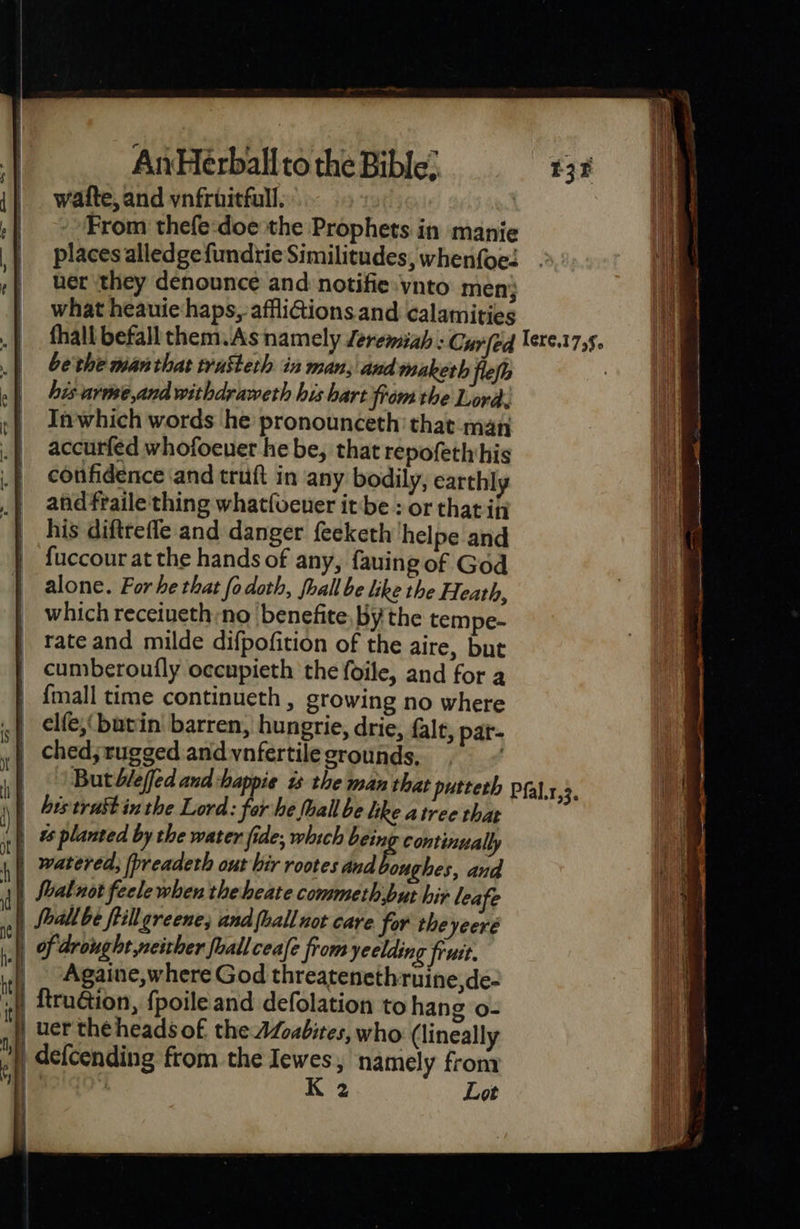 An Herball to the Bible. 131
waſte, and vnfruitfull.
From theſe doe the Prophets in manie
places alledge ſundrie Similitudes, whenſoe-
uer they denounce and notifie vnto men;
what heauie haps, afflictions and calamities
ſhall befall them. As namely Jeremiah: Curſed Iere.17,5.
be the man that truſteth in man, and maketh fleſh
his arme, and withdraweth his hart from the Lord.
In which words he pronounceth that man
accurſed whoſoeuer he be, that repoſeth his
confidence and truſt in any bodily, earthly
and fraile thing whatſoeuer it be: or that in
his diſtreſſe and danger ſeeketh helpe and
ſuccour at the hands of any, ſauing of God
alone. For he that ſo doth, ſhall be like the Heath,
which receiueth no benefite by the tempe-
rate and milde diſpoſition of the aire, but
cumberouſly occupieth the ſoile, and for a
ſmall time continueth, growing no where
elſe, but in barren, hungrie, drie, ſalt, par-
ched, rugged and vnfertile grounds.
But bleſſed and happie is the man that putteth Pſal.1,3.
his truſt in the Lord: for he ſhall be like a tree that
is planted by the water ſide; which being continually
watered, ſpreadeth out hir rootes and boughes, and
ſhal not feele when the heate commeth, but hir leafe
ſhall be ſtill greene, and ſhall not care for the yeere
of drought, neither ſhall ceaſe from yeelding fruit.
Againe, where God threateneth ruine, de-
ſtruction, ſpoile and deſolation to hang o-
uer the heads of the Moabites, who (lineally
deſcending from the Iewes, namely from
K 2 Lot